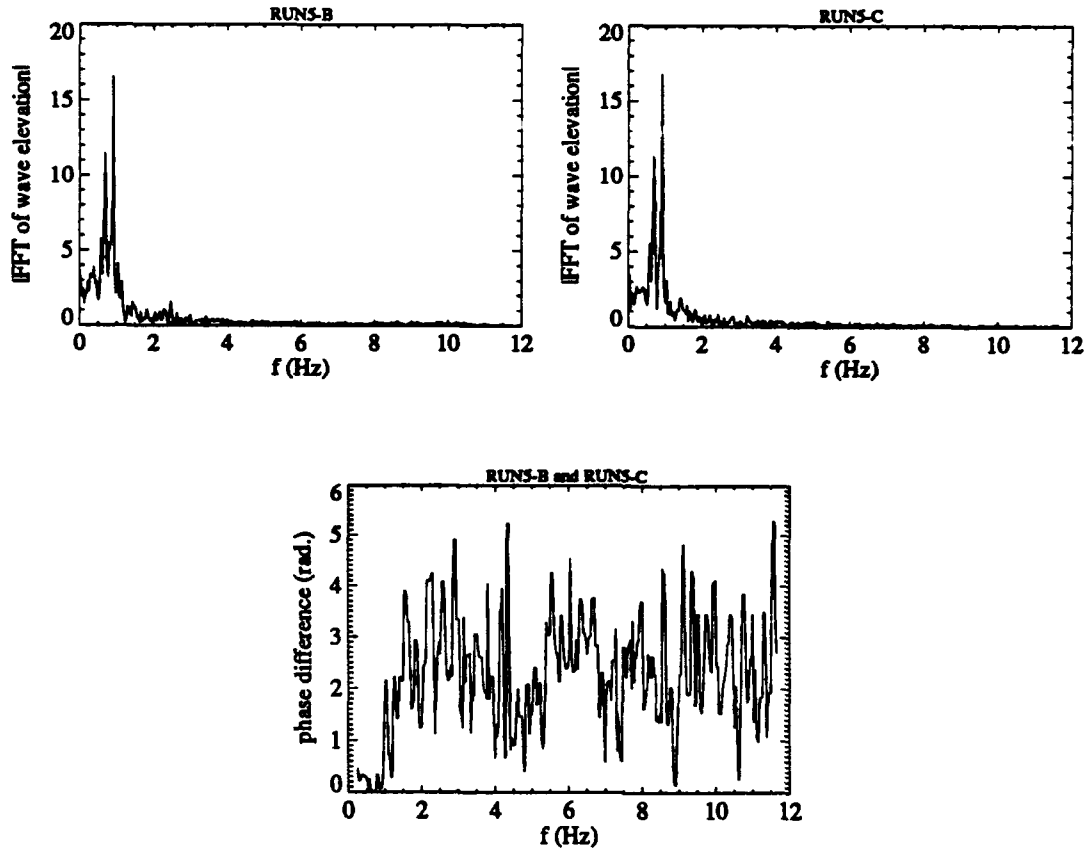 RUN5-B
20
15
10
5
0
|FFT of wave elevation|
0 2 4 6 8 10 12
f (Hz)
RUN5-C
20
15
10
5
0
|FFT of wave elevation|
0 2 4 6 8 10 12
f (Hz)
RUN5-B and RUN5-C
6
5
4
3
2
1
0
phase difference (rad.)
0 2 4 6 8 10 12
f (Hz)